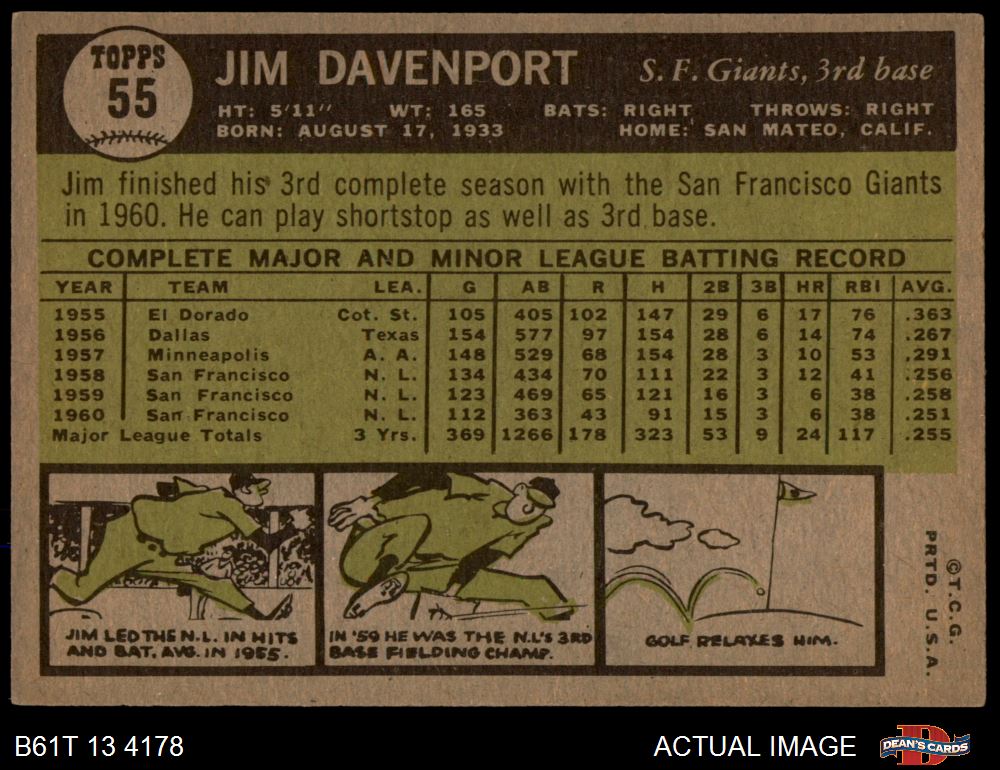 TOPPS
55
JIM DAVENPORT
S. F. Giants, 3rd base
HT: 5'11" WT: 165 BATS: RIGHT THROWS: RIGHT
BORN: AUGUST 17, 1933 HOME: SAN MATEO, CALIF.
Jim finished his 3rd complete season with the San Francisco Giants
in 1960. He can play shortstop as well as 3rd base.
COMPLETE MAJOR AND MINOR LEAGUE BATTING RECORD
YEAR TEAM LEA. G AB R H 2B 3B HR RBI AVG.
1955 El Dorado Cot. St. 105 405 102 147 29 6 17 76 .363
1956 Dallas Texas 154 577 97 154 28 6 14 74 .267
1957 Minneapolis A. A. 148 529 68 154 28 3 10 53 .291
1958 San Francisco N. L. 134 434 70 111 22 3 12 41 .256
1959 San Francisco N. L. 123 469 65 121 16 3 6 38 .258
1960 San Francisco N. L. 112 363 43 91 15 3 6 38 .251
Major League Totals 3 Yrs. 369 1266 178 323 53 9 24 117 .255
JIM LED THE N.L. IN HITS
AND BAT. AVG. IN 1955.
IN '59 HE WAS THE N.L'S 3RD
BASE FIELDING CHAMP.
GOLF RELAXES HIM.
©T.C.G.
PRTD. U.S.A.
B61T 13 4178
ACTUAL IMAGE
D
DEAN'S CARDS